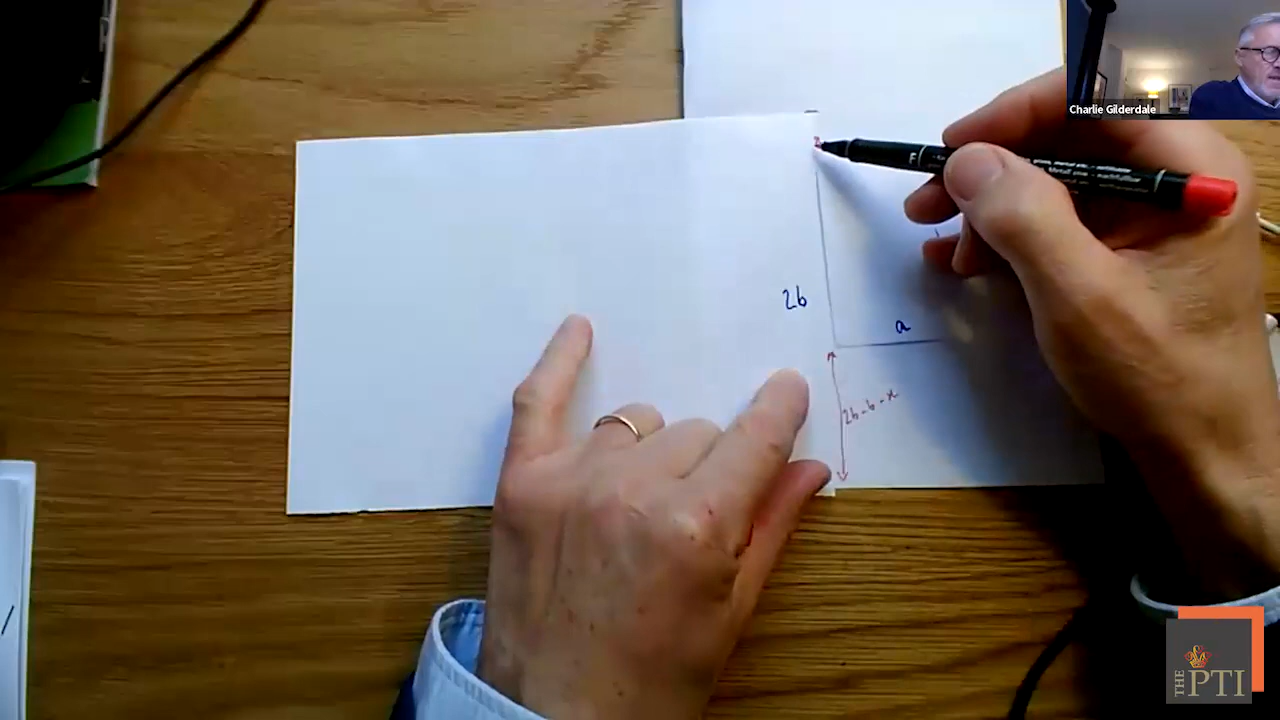 Charlie Gilderdale
F
2b
a
2b-b-x
THE PTI